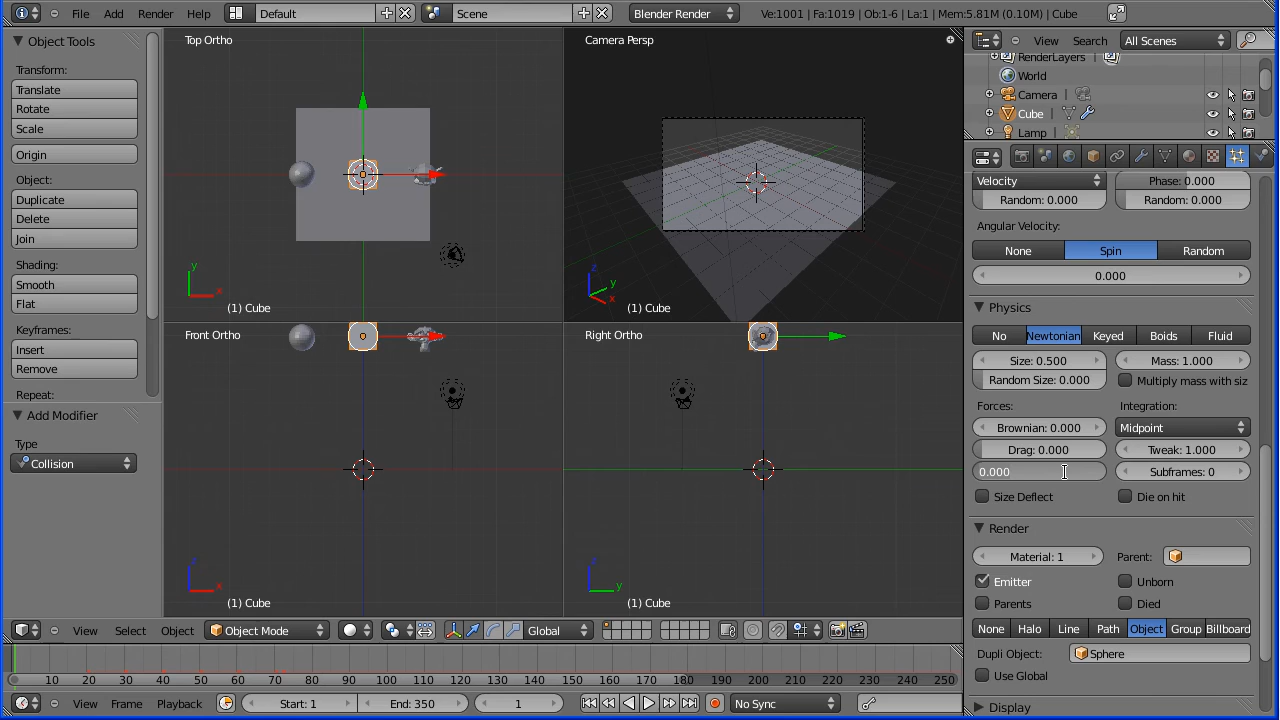 File Add Render Help Default Scene Blender Render Ve:1001 | Fa:1019 | Ob:1-6 | La:1 | Mem:5.81M (0.10M) | Cube
Object Tools
Transform:
Translate
Rotate
Scale
Origin
Object:
Duplicate
Delete
Join
Shading:
Smooth
Flat
Keyframes:
Insert
Remove
Repeat:
Add Modifier
Type
Collision
Top Ortho
y
x
(1) Cube
Camera Persp
z
y
x
(1) Cube
Front Ortho
z
x
(1) Cube
Right Ortho
z
y
(1) Cube
View Select Object Object Mode Global
10 20 30 40 50 60 70 80 90 100 110 120 130 140 150 160 170 180 190 200 210 220 230 240 250
View Frame Playback Start: 1 End: 350 1 No Sync
View Search All Scenes
RenderLayers
World
Camera
Cube
Lamp
Velocity Phase: 0.000
Random: 0.000 Random: 0.000
Angular Velocity:
None Spin Random
0.000
Physics
No Newtonian Keyed Boids Fluid
Size: 0.500 Mass: 1.000
Random Size: 0.000 Multiply mass with siz
Forces: Integration:
Brownian: 0.000 Midpoint
Drag: 0.000 Tweak: 1.000
0.000 Subframes: 0
Size Deflect Die on hit
Render
Material: 1 Parent:
Emitter Unborn
Parents Died
None Halo Line Path Object Group Billboard
Dupli Object: Sphere
Use Global
Display